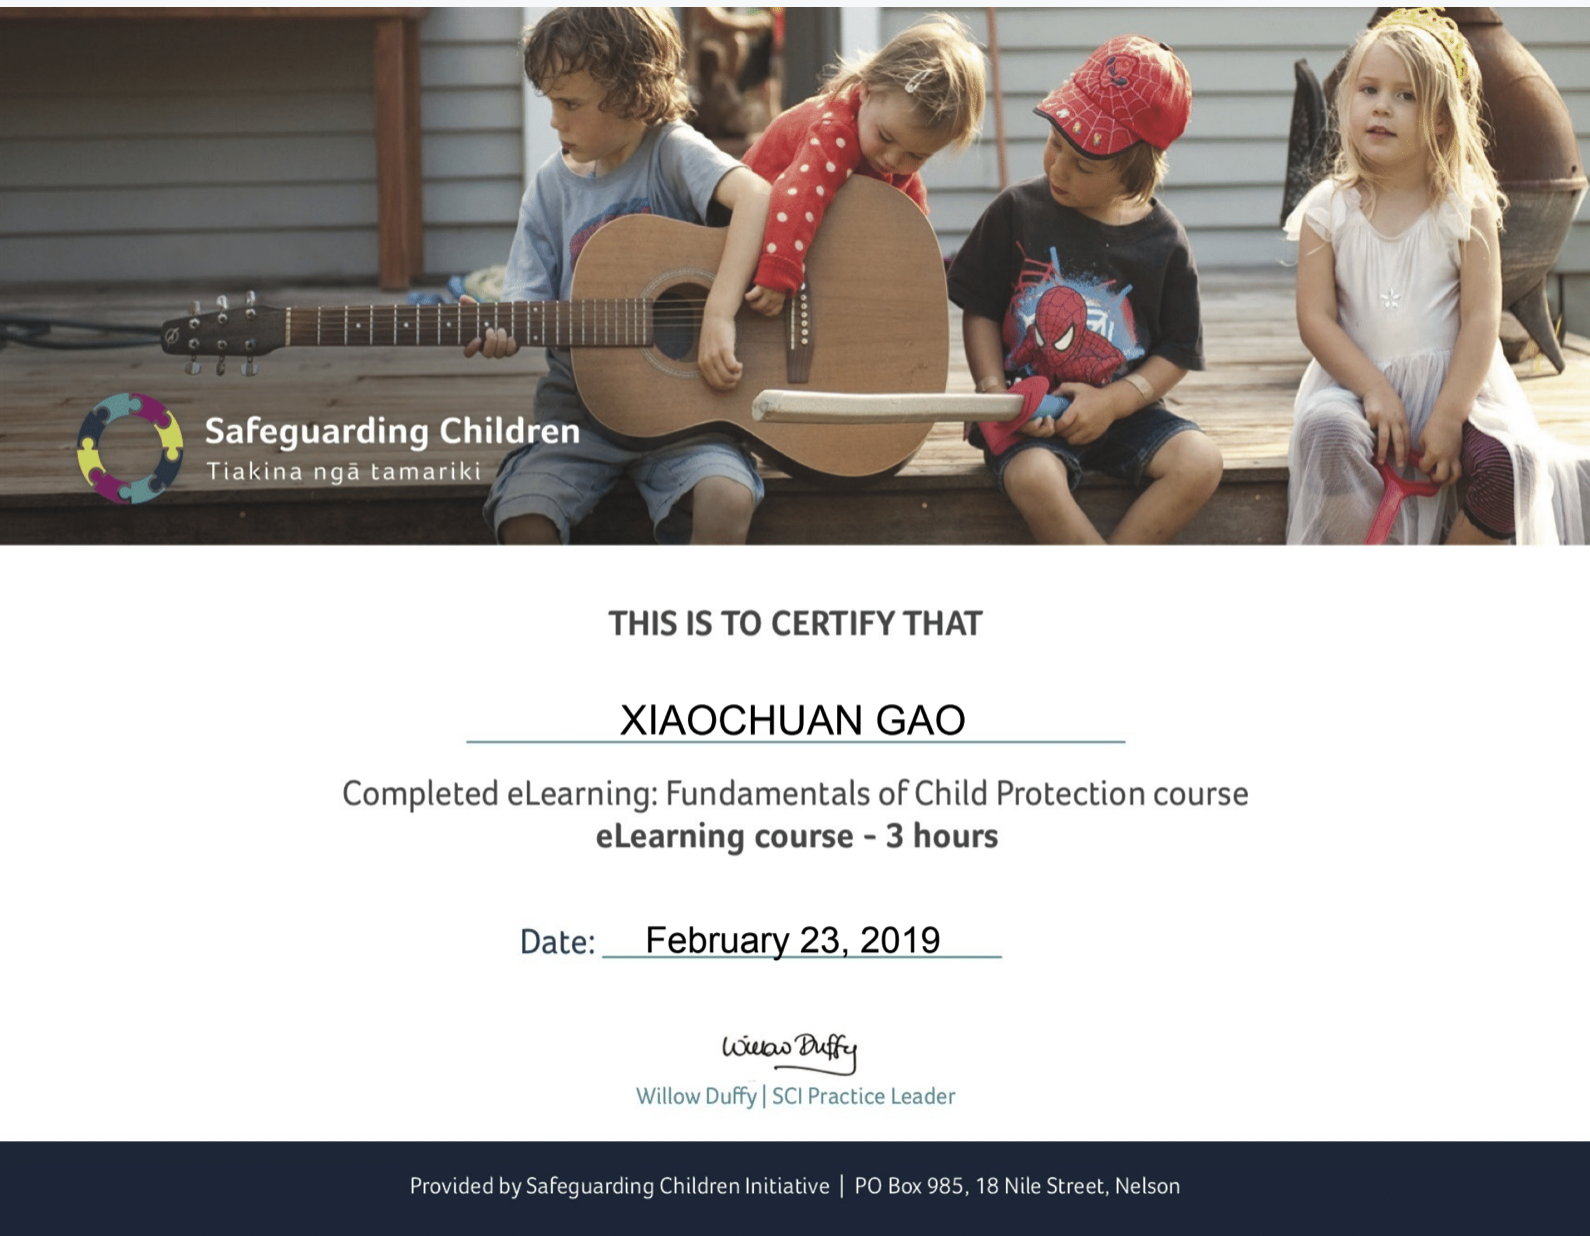 Safeguarding Children
Tiakina ngā tamariki
THIS IS TO CERTIFY THAT
XIAOCHUAN GAO
Completed eLearning: Fundamentals of Child Protection course
eLearning course - 3 hours
Date: February 23, 2019
Willow Duffy
Willow Duffy | SCI Practice Leader
Provided by Safeguarding Children Initiative | PO Box 985, 18 Nile Street, Nelson